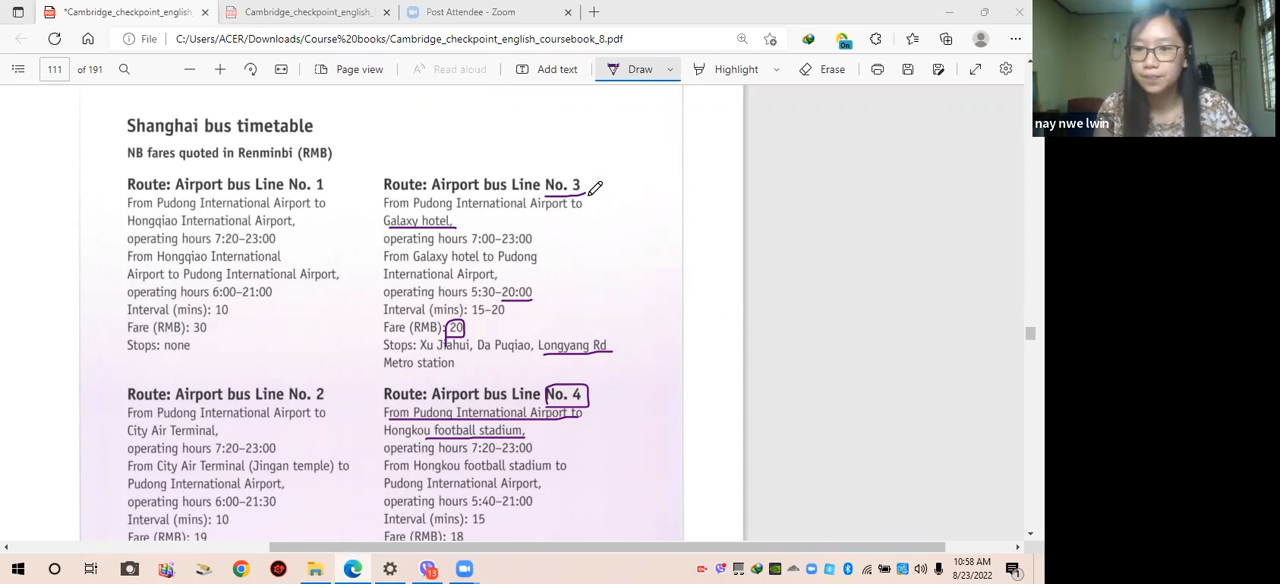 *Cambridge_checkpoint_english
Cambridge_checkpoint_english_
Post Attendee - Zoom
File
C:/Users/ACER/Downloads/Course%20books/Cambridge_checkpoint_english_coursebook_8.pdf
On
111
of 191
Page view
Read aloud
Add text
Draw
Highlight
Erase
nay nwe lwin
Shanghai bus timetable
NB fares quoted in Renminbi (RMB)
Route: Airport bus Line No. 1
From Pudong International Airport to
Hongqiao International Airport,
operating hours 7:20–23:00
From Hongqiao International
Airport to Pudong International Airport,
operating hours 6:00–21:00
Interval (mins): 10
Fare (RMB): 30
Stops: none
Route: Airport bus Line No. 2
From Pudong International Airport to
City Air Terminal,
operating hours 7:20–23:00
From City Air Terminal (Jingan temple) to
Pudong International Airport,
operating hours 6:00–21:30
Interval (mins): 10
Fare (RMB): 19
Route: Airport bus Line No. 3
From Pudong International Airport to
Galaxy hotel,
operating hours 7:00–23:00
From Galaxy hotel to Pudong
International Airport,
operating hours 5:30–20:00
Interval (mins): 15–20
Fare (RMB): 20
Stops: Xu Jiahui, Da Puqiao, Longyang Rd
Metro station
Route: Airport bus Line No. 4
From Pudong International Airport to
Hongkou football stadium,
operating hours 7:20–23:00
From Hongkou football stadium to
Pudong International Airport,
operating hours 5:40–21:00
Interval (mins): 15
Fare (RMB): 18
13
10:58 AM
8/23/2022
1